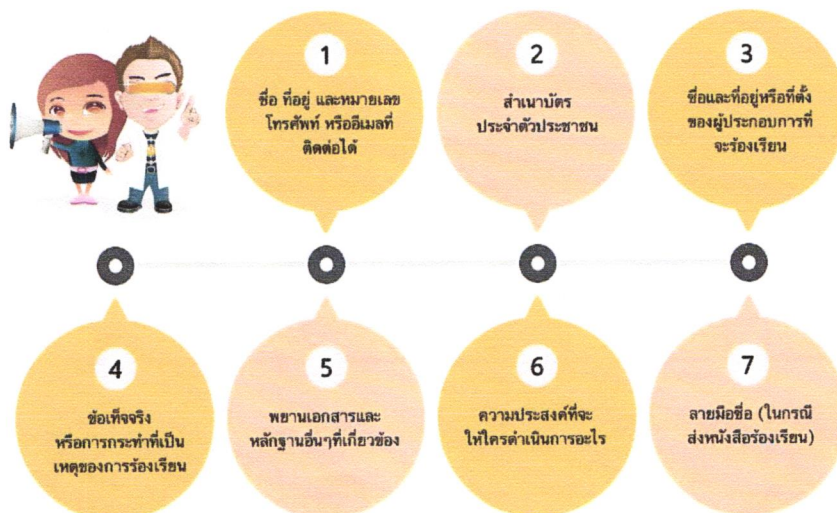 1
ชื่อ ที่อยู่ และหมายเลข
โทรศัพท์ หรืออีเมลที่
ติดต่อได้
2
สำเนาบัตร
ประจำตัวประชาชน
3
ชื่อและที่อยู่หรือที่ตั้ง
ของผู้ประกอบการที่
จะร้องเรียน
4
ข้อเท็จจริง
หรือการกระทำที่เป็น
เหตุของการร้องเรียน
5
พยานเอกสารและ
หลักฐานอื่นๆที่เกี่ยวข้อง
6
ความประสงค์ที่จะ
ให้ใครดำเนินการอะไร
7
ลายมือชื่อ (ในกรณี
ส่งหนังสือร้องเรียน)